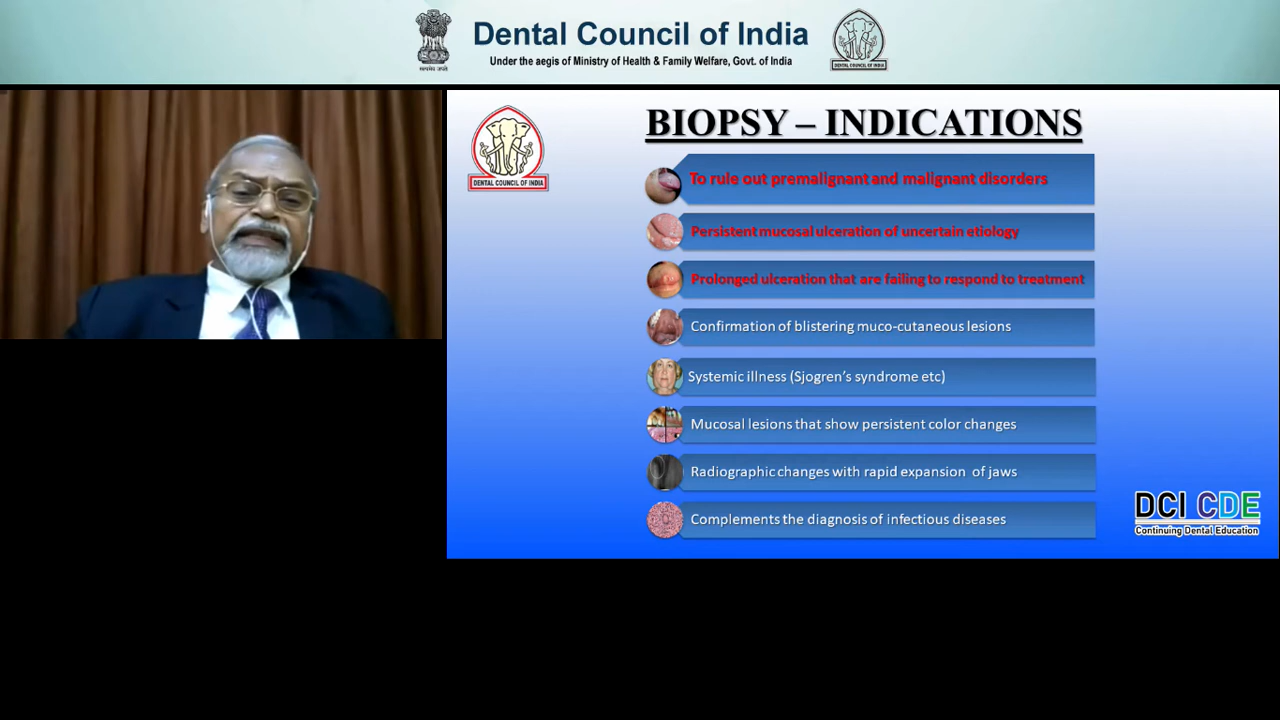 Dental Council of India
Under the aegis of Ministry of Health & Family Welfare, Govt. of India
DENTAL COUNCIL OF INDIA
DENTAL COUNCIL OF INDIA
BIOPSY – INDICATIONS
To rule out premalignant and malignant disorders
Persistent mucosal ulceration of uncertain etiology
Prolonged ulceration that are failing to respond to treatment
Confirmation of blistering muco-cutaneous lesions
Systemic illness (Sjogren's syndrome etc)
Mucosal lesions that show persistent color changes
Radiographic changes with rapid expansion of jaws
Complements the diagnosis of infectious diseases
DCI CDE
Continuing Dental Education